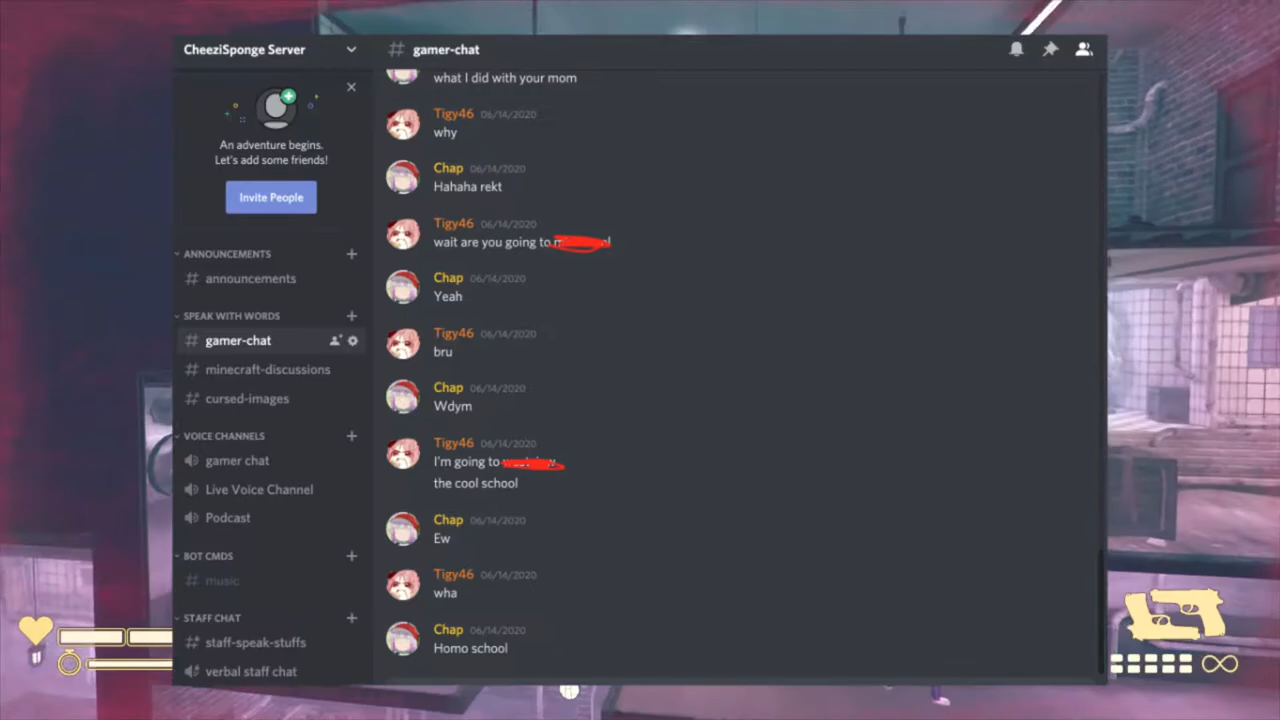 CheeziSponge Server
An adventure begins.
Let's add some friends!
Invite People
ANNOUNCEMENTS
announcements
SPEAK WITH WORDS
gamer-chat
minecraft-discussions
cursed-images
VOICE CHANNELS
gamer chat
Live Voice Channel
Podcast
BOT CMDS
music
STAFF CHAT
staff-speak-stuffs
verbal staff chat
# gamer-chat
what I did with your mom
Tigy46 06/14/2020
why
Chap 06/14/2020
Hahaha rekt
Tigy46 06/14/2020
wait are you going to
Chap 06/14/2020
Yeah
Tigy46 06/14/2020
bru
Chap 06/14/2020
Wdym
Tigy46 06/14/2020
I'm going to
the cool school
Chap 06/14/2020
Ew
Tigy46 06/14/2020
wha
Chap 06/14/2020
Homo school